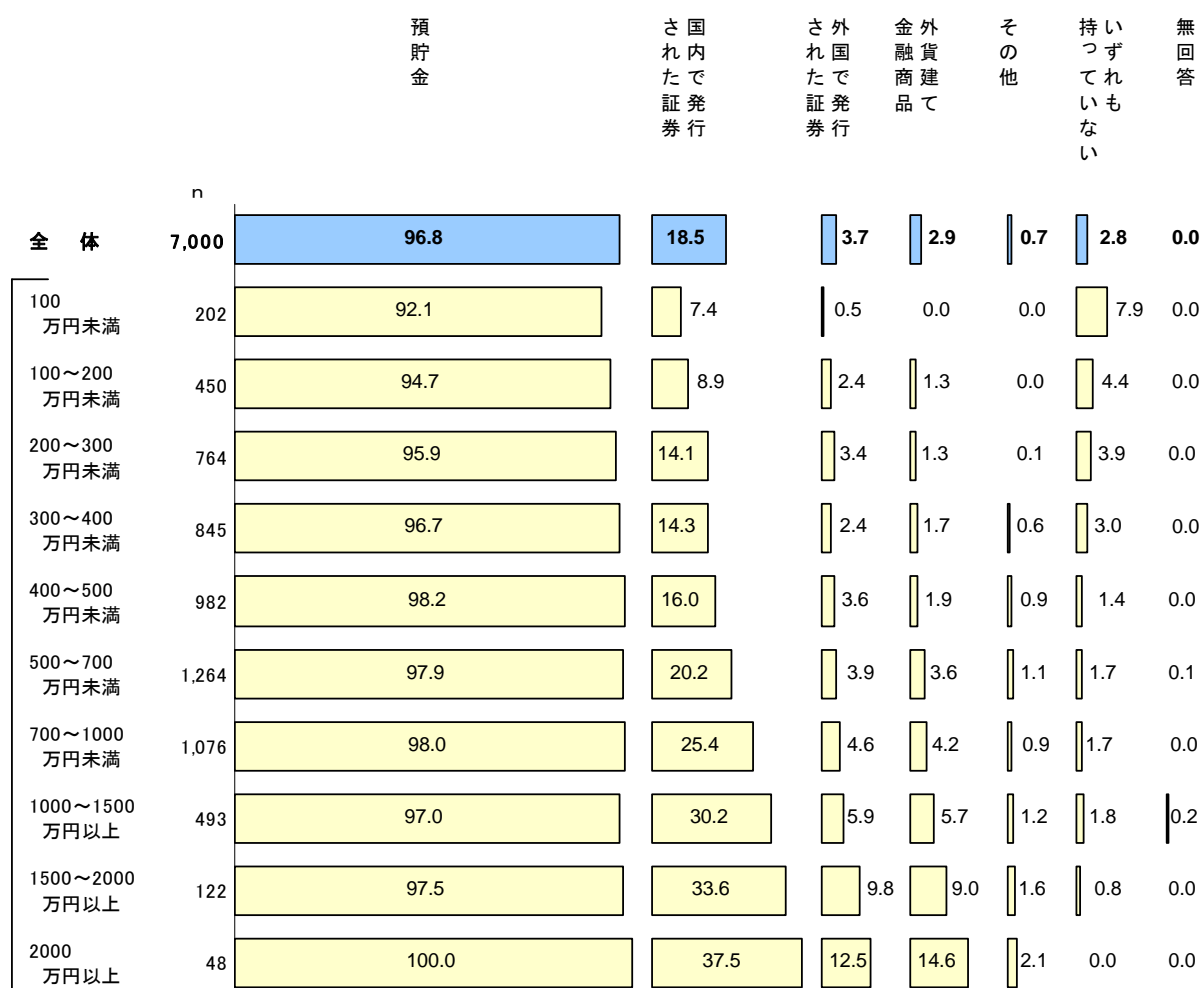 預貯金
国内で発行
された証券
外国で発行
された証券
外貨建て
金融商品
その他
いずれも
持っていない
無回答
n
全 体 7,000 96.8 18.5 3.7 2.9 0.7 2.8 0.0
100
万円未満 202 92.1 7.4 0.5 0.0 0.0 7.9 0.0
100～200
万円未満 450 94.7 8.9 2.4 1.3 0.0 4.4 0.0
200～300
万円未満 764 95.9 14.1 3.4 1.3 0.1 3.9 0.0
300～400
万円未満 845 96.7 14.3 2.4 1.7 0.6 3.0 0.0
400～500
万円未満 982 98.2 16.0 3.6 1.9 0.9 1.4 0.0
500～700
万円未満 1,264 97.9 20.2 3.9 3.6 1.1 1.7 0.1
700～1000
万円未満 1,076 98.0 25.4 4.6 4.2 0.9 1.7 0.0
1000～1500
万円以上 493 97.0 30.2 5.9 5.7 1.2 1.8 0.2
1500～2000
万円以上 122 97.5 33.6 9.8 9.0 1.6 0.8 0.0
2000
万円以上 48 100.0 37.5 12.5 14.6 2.1 0.0 0.0